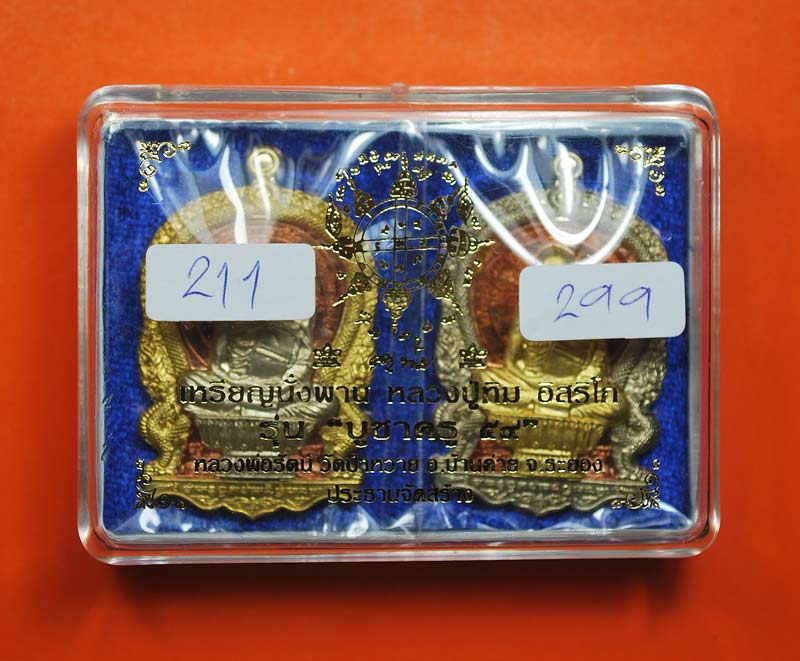 211
299
เหรียญนั่งพาน หลวงปู่ทิม อิสริโก
รุ่น "บูชาครู ๕๔"
หลวงพ่อรัตน์ วัดป่าหวาย อ.บ้านค่าย จ.ระยอง
ประธานจัดสร้าง